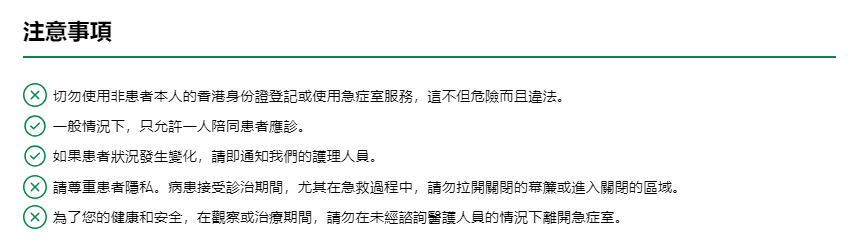 注意事項
切勿使用非患者本人的香港身份證登記或使用急症室服務，這不但危險而且違法。
一般情況下，只允許一人陪同患者應診。
如果患者狀況發生變化，請即通知我們的護理人員。
請尊重患者隱私。病患接受診治期間，尤其在急救過程中，請勿拉開關閉的帏簾或進入關閉的區域。
為了您的健康和安全，在觀察或治療期間，請勿在未經諮詢醫護人員的情況下離開急症室。